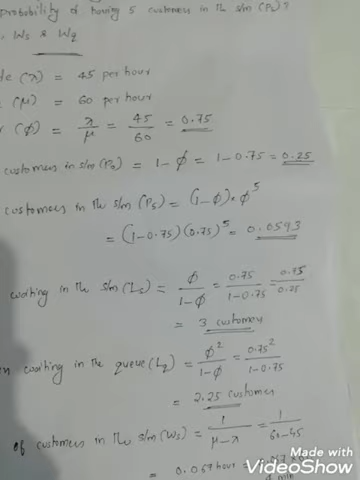 probability of having 5 customers in the s/m (P5)?
Ws & Wq
(λ) = 45 per hour
(μ) = 60 per hour
(ϕ) = λ/μ = 45/60 = 0.75
customers in s/m (P0) = 1-ϕ = 1-0.75 = 0.25
customers in the s/m (P5) = (1-ϕ) × ϕ^5
= (1-0.75) (0.75)^5 = 0.0593
waiting in the s/m (Ls) = ϕ/1-ϕ = 0.75/1-0.75 = 0.75/0.25
= 3 customers
waiting in the queue (Lq) = ϕ^2/1-ϕ = 0.75^2/1-0.75
= 2.25 customer
of customers in the s/m (Ws) = 1/μ-λ = 1/60-45
= 0.067 hour = 0.067 ×
Made with
VideoShow